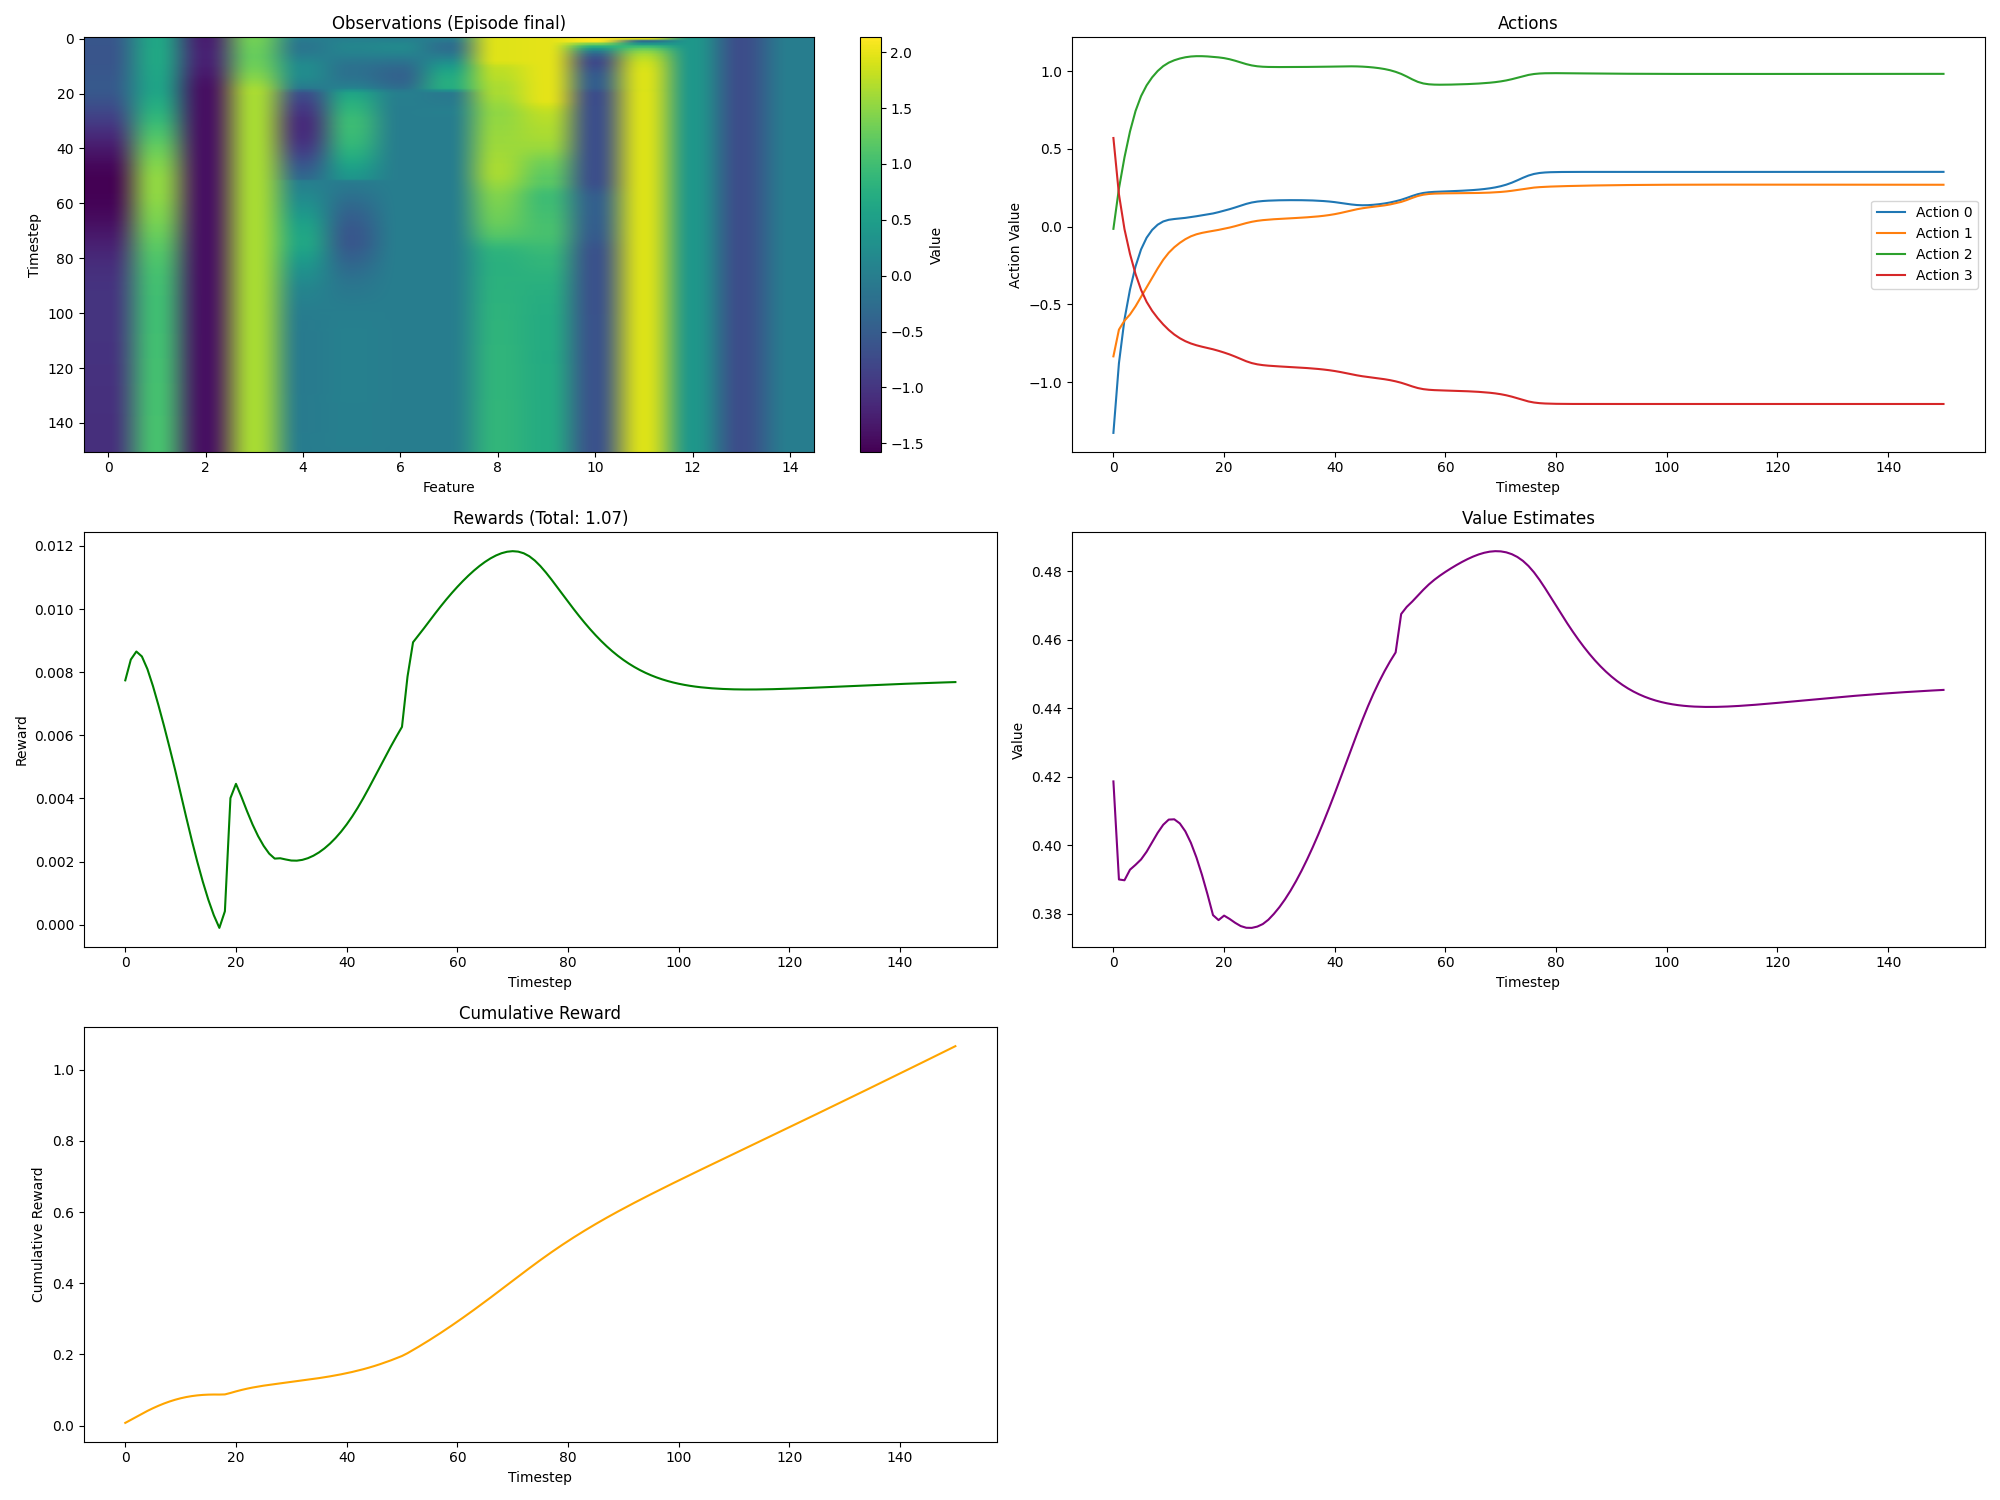 Observations (Episode final)
0
20
40
60
80
100
120
140
Timestep
0 2 4 6 8 10 12 14
Feature
2.0
1.5
1.0
0.5
0.0
−0.5
−1.0
−1.5
Value
Actions
1.0
0.5
0.0
−0.5
−1.0
Action Value
Action 0
Action 1
Action 2
Action 3
0 20 40 60 80 100 120 140
Timestep
Rewards (Total: 1.07)
0.012
0.010
0.008
0.006
0.004
0.002
0.000
Reward
0 20 40 60 80 100 120 140
Timestep
Value Estimates
0.48
0.46
0.44
0.42
0.40
0.38
Value
0 20 40 60 80 100 120 140
Timestep
Cumulative Reward
1.0
0.8
0.6
0.4
0.2
0.0
Cumulative Reward
0 20 40 60 80 100 120 140
Timestep